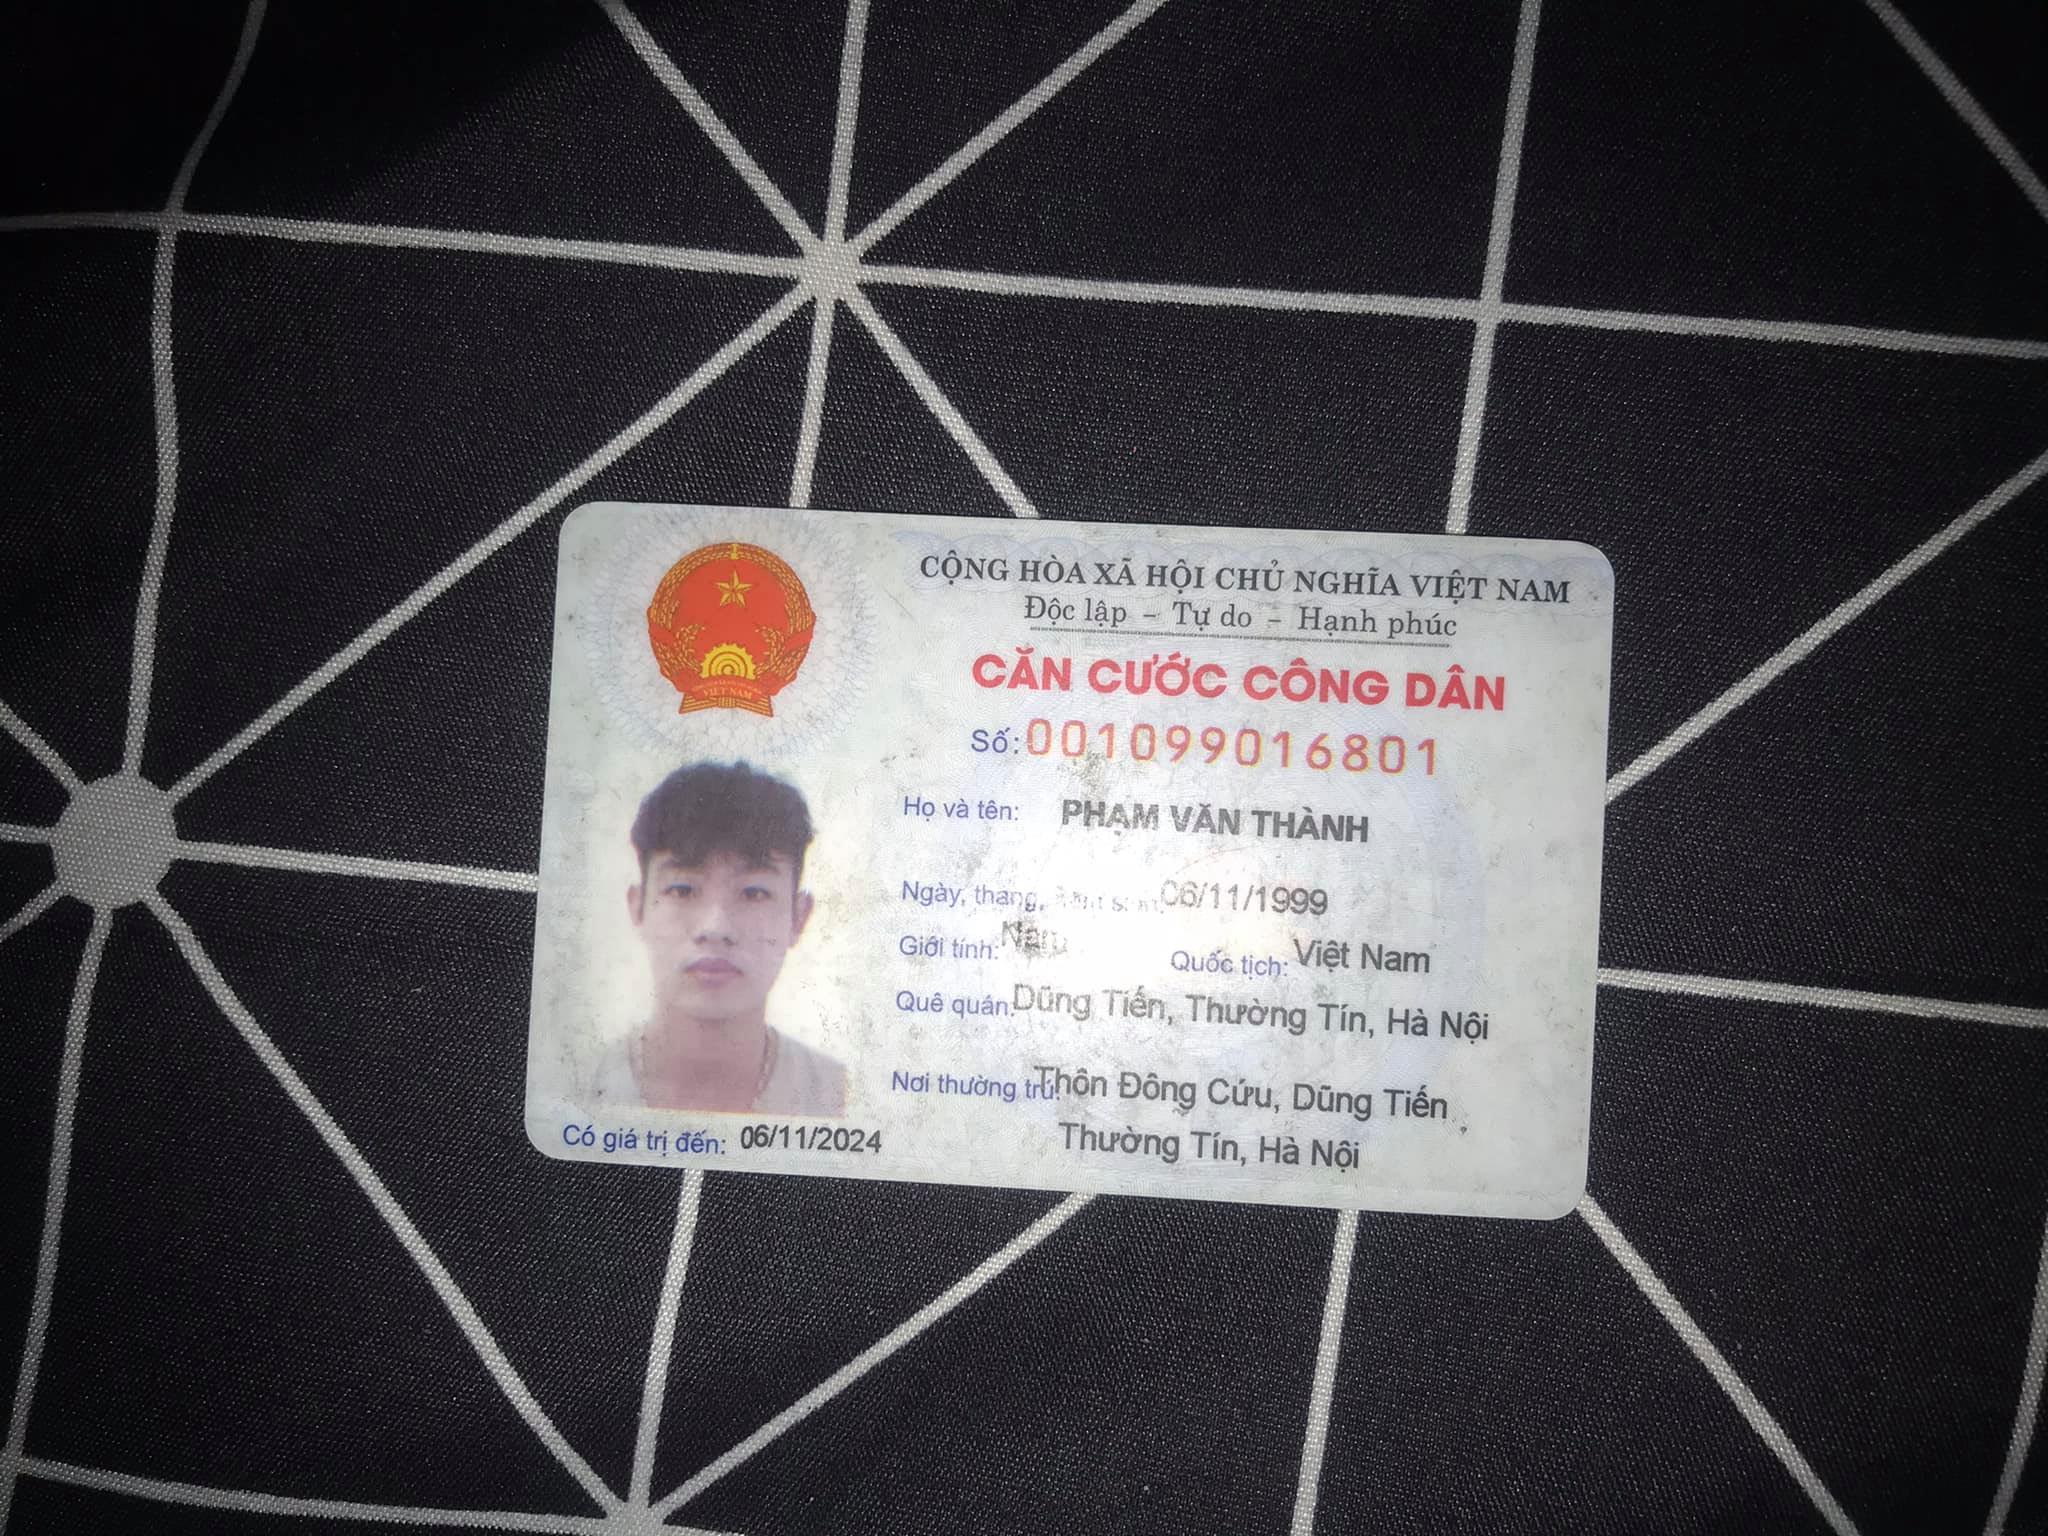 CỘNG HÒA XÃ HỘI CHỦ NGHĨA VIỆT NAM
Độc lập - Tự do - Hạnh phúc
CĂN CƯỚC CÔNG DÂN
Số: 001099016801
VIỆT NAM
Họ và tên: PHẠM VĂN THÀNH
Ngày, tháng, 06/11/1999
Giới tính: Nam Quốc tịch: Việt Nam
Quê quán: Dũng Tiến, Thường Tín, Hà Nội
Nơi thường trú: Thôn Đông Cứu, Dũng Tiến
Thường Tín, Hà Nội
Có giá trị đến: 06/11/2024